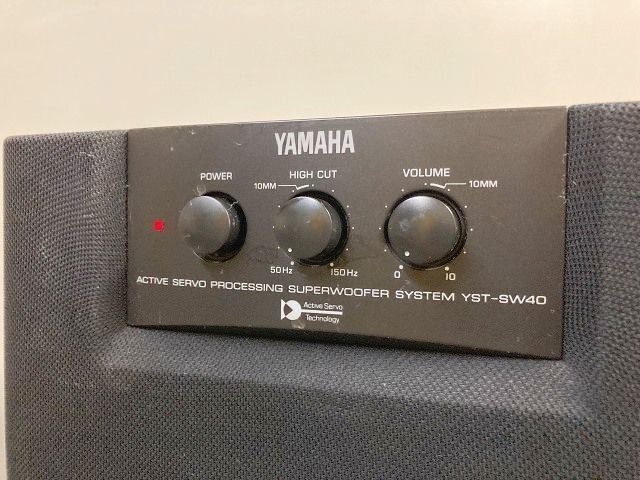 YAMAHA
POWER
HIGH CUT
VOLUME
10MM
10MM
50Hz
150Hz
0
10
ACTIVE SERVO PROCESSING SUPERWOOFER SYSTEM YST-SW40
Active Servo
Technology